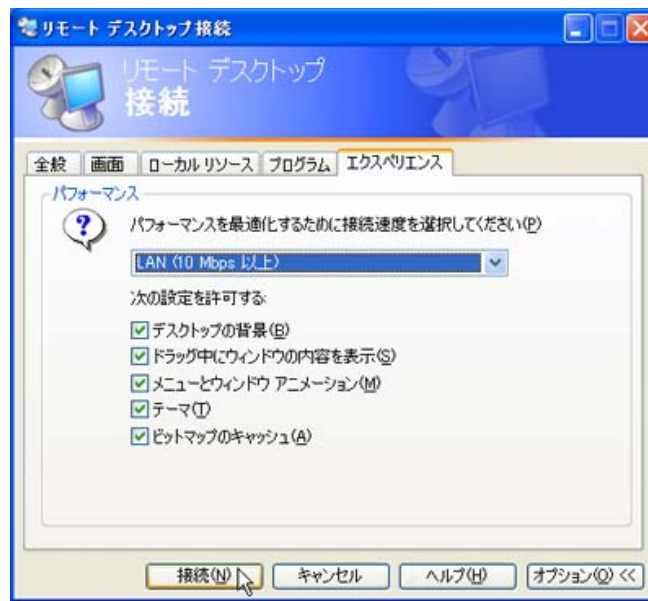 リモート デスクトップ接続
リモート デスクトップ
接続
全般 画面 ローカル リソース プログラム エクスペリエンス
パフォーマンス
パフォーマンスを最適化するために接続速度を選択してください(P)
LAN (10 Mbps 以上)
次の設定を許可する:
デスクトップの背景(B)
ドラッグ中にウィンドウの内容を表示(S)
メニューとウィンドウ アニメーション(M)
テーマ(T)
ビットマップのキャッシュ(A)
接続(N) キャンセル ヘルプ(H) オプション(O) <<